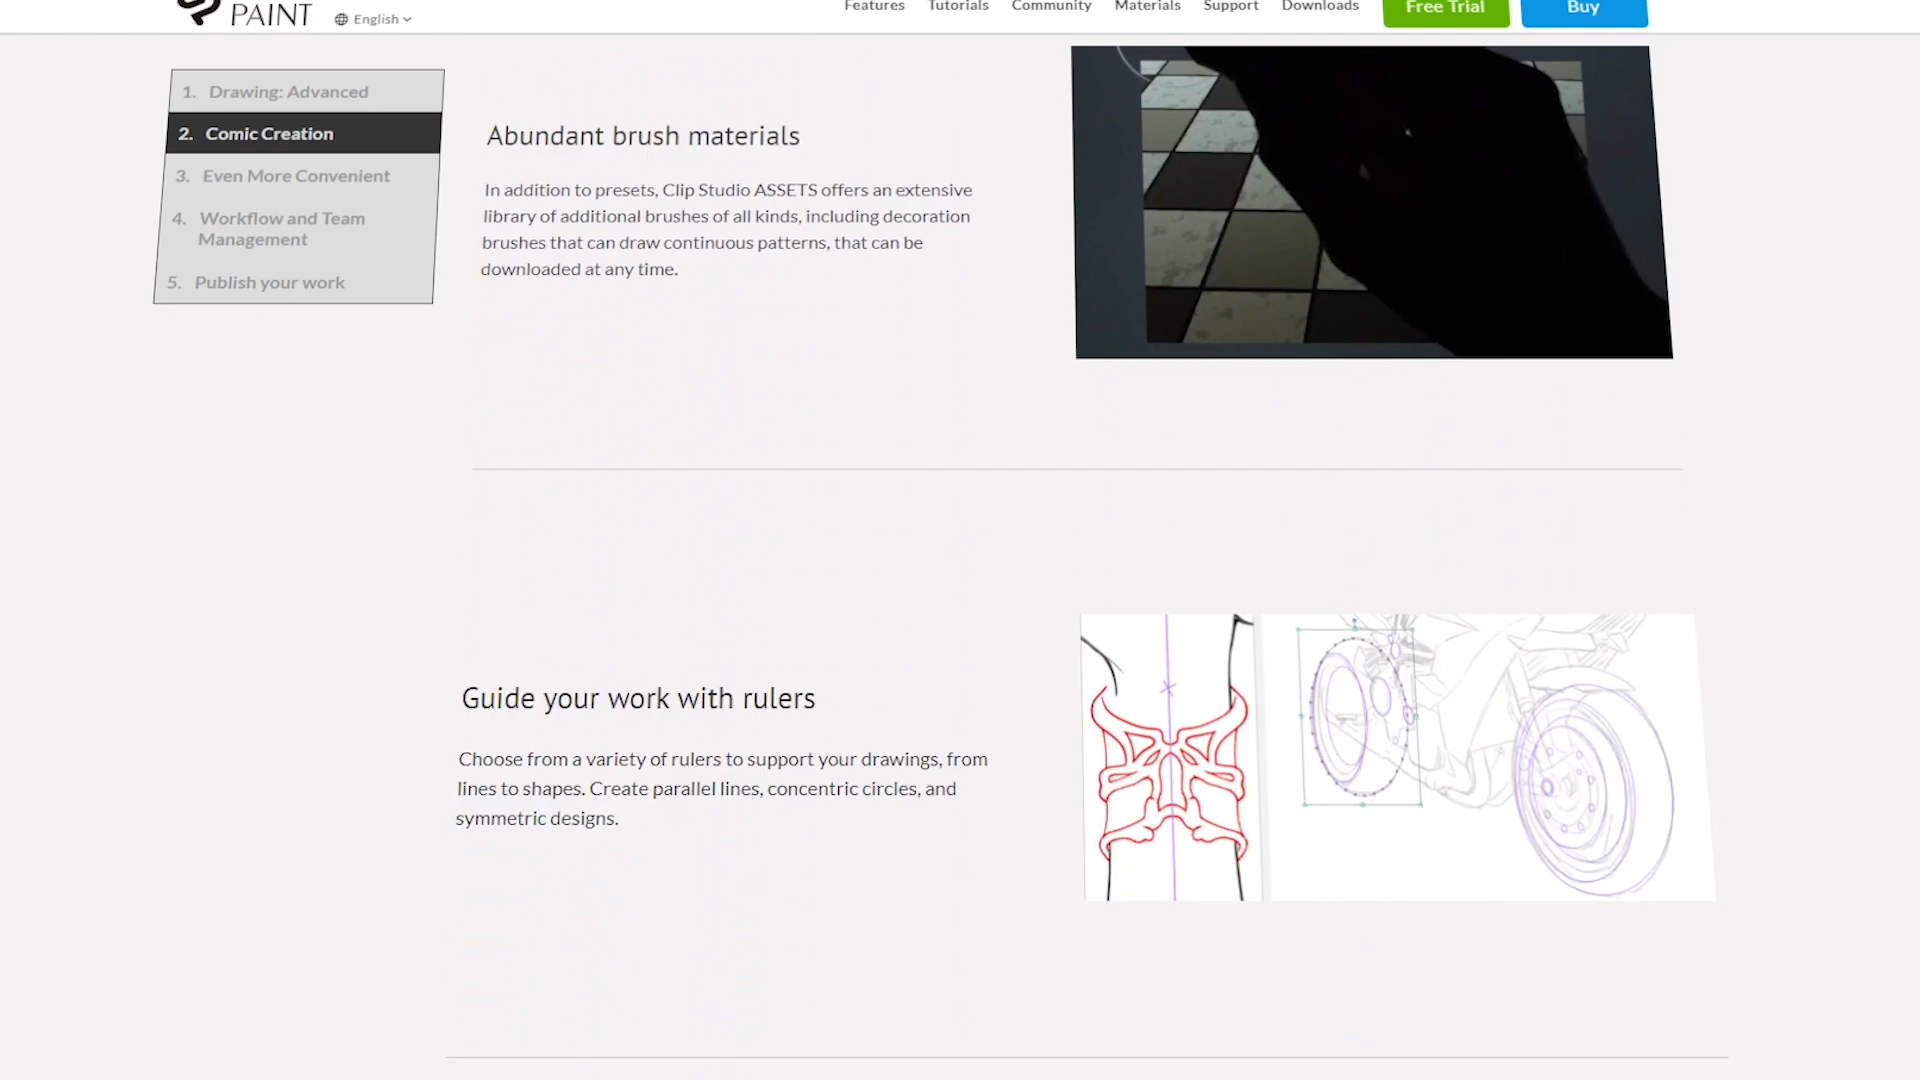 PAINT
English
Features Tutorials Community Materials Support Downloads Free Trial Buy
1. Drawing: Advanced
2. Comic Creation
3. Even More Convenient
4. Workflow and Team
Management
5. Publish your work
Abundant brush materials
In addition to presets, Clip Studio ASSETS offers an extensive
library of additional brushes of all kinds, including decoration
brushes that can draw continuous patterns, that can be
downloaded at any time.
Guide your work with rulers
Choose from a variety of rulers to support your drawings, from
lines to shapes. Create parallel lines, concentric circles, and
symmetric designs.